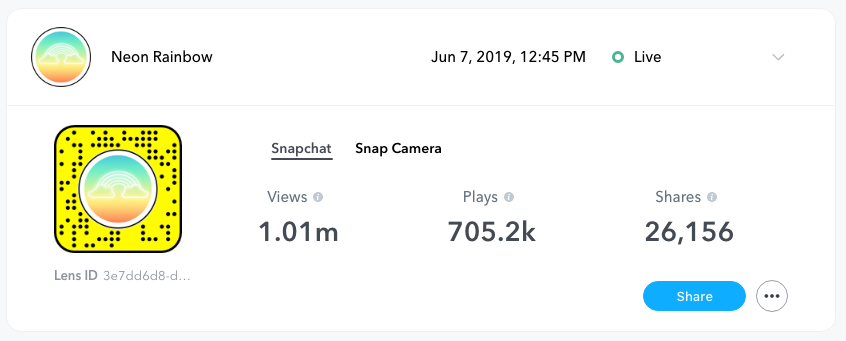 Neon Rainbow Jun 7, 2019, 12:45 PM Live
Snapchat Snap Camera
Views Plays Shares
1.01m 705.2k 26,156
Lens ID 3e7dd6d8-d...
Share